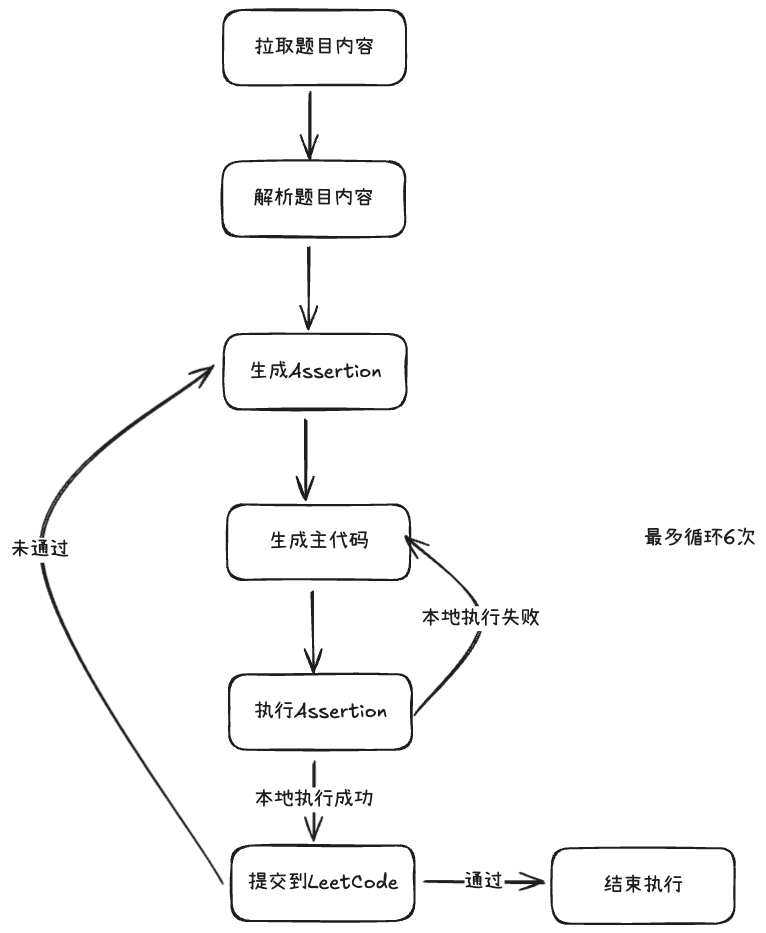 拉取题目内容
解析题目内容
生成Assertion
生成主代码
未通过
最多循环6次
本地执行失败
执行Assertion
本地执行成功
提交到LeetCode
通过
结束执行